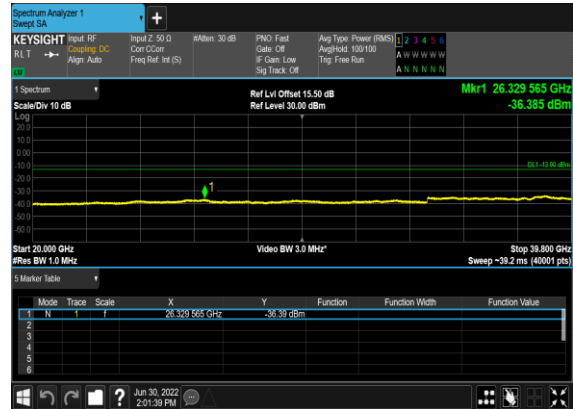 Spectrum Analyzer 1
Swept SA
+
KEYSIGHT Input: RF Input Z: 50 Ω #Atten: 30 dB PNO: Fast Avg Type: Power (RMS) 1 2 3 4 5 6
RLT Coupling: DC Corr CCorr Gate: Off Avg|Hold: 100/100 A W W W W W
Align: Auto Freq Ref: Int (S) IF Gain: Low Trig: Free Run
Sig Track: Off A N N N N N
LXI
1 Spectrum Ref Lvl Offset 15.50 dB Mkr1 26.329 565 GHz
Scale/Div 10 dB Ref Level 30.00 dBm -36.385 dBm
Log
20.0
10.0
0.00
-10.0 DL1 -13.00 dBm
-20.0
-30.0 1
-40.0
-50.0
-60.0
Start 20.000 GHz Video BW 3.0 MHz* Stop 39.800 GHz
#Res BW 1.0 MHz Sweep ~39.2 ms (40001 pts)
5 Marker Table
Mode Trace Scale X Y Function Function Width Function Value
1 N 1 f 26.329 565 GHz -36.39 dBm
2
3
4
5
6
? Jun 30, 2022
2:01:39 PM